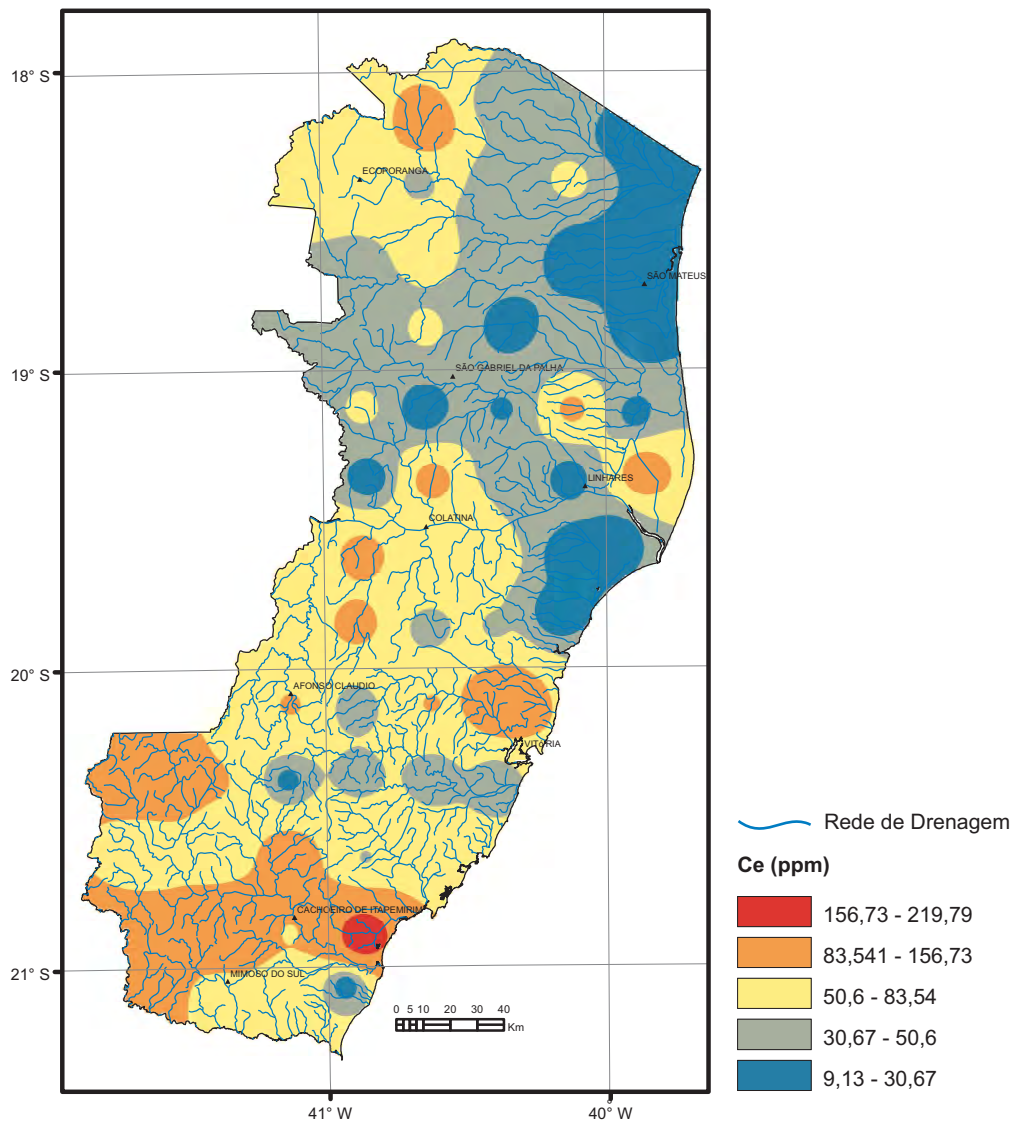 18° S
ECOPORANGA
SÃO MATEUS
19° S
SÃO GABRIEL DA PALHA
LINHARES
COLATINA
20° S
AFONSO CLAUDIO
VITóRIA
Rede de Drenagem
Ce (ppm)
156,73 - 219,79
CACHOEIRO DE ITAPEMIRIM
83,541 - 156,73
21° S
MIMOSO DO SUL
50,6 - 83,54
0 5 10 20 30 40
Km
30,67 - 50,6
9,13 - 30,67
41° W
40° W